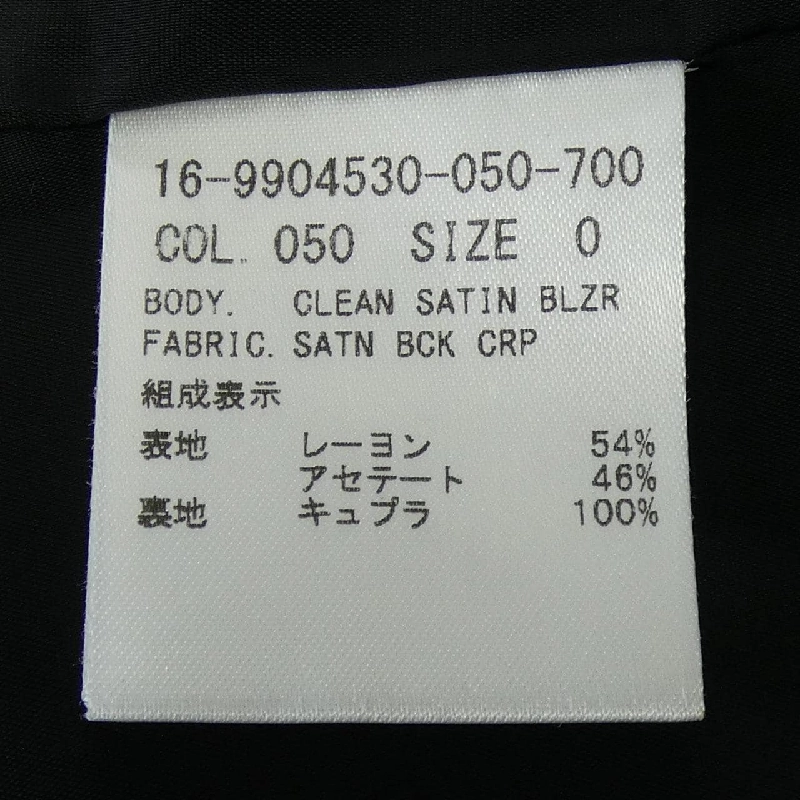 16-9904530-050-700
COL. 050 SIZE 0
BODY. CLEAN SATIN BLZR
FABRIC. SATN BCK CRP
組成表示
表地 レーヨン 54%
アセテート 46%
裏地 キュプラ 100%